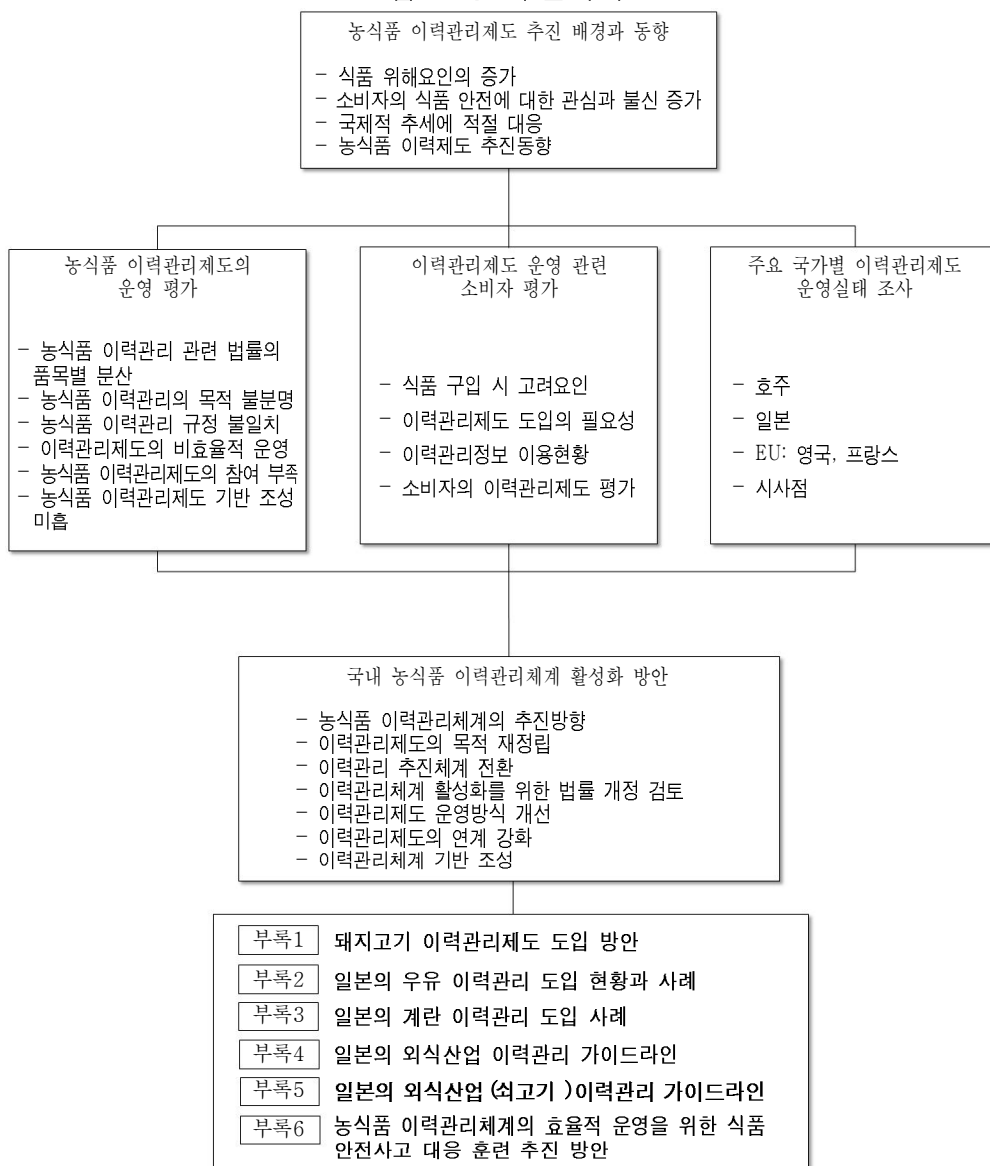 농식품 이력관리제도 추진 배경과 동향
- 식품 위해요인의 증가
- 소비자의 식품 안전에 대한 관심과 불신 증가
- 국제적 추세에 적절 대응
- 농식품 이력제도 추진동향
농식품 이력관리제도의
운영 평가
- 농식품 이력관리 관련 법률의
품목별 분산
- 농식품 이력관리의 목적 불분명
- 농식품 이력관리 규정 불일치
- 이력관리제도의 비효율적 운영
- 농식품 이력관리제도의 참여 부족
- 농식품 이력관리제도 기반 조성
미흡
이력관리제도 운영 관련
소비자 평가
- 식품 구입 시 고려요인
- 이력관리제도 도입의 필요성
- 이력관리정보 이용현황
- 소비자의 이력관리제도 평가
주요 국가별 이력관리제도
운영실태 조사
- 호주
- 일본
- EU: 영국, 프랑스
- 시사점
국내 농식품 이력관리체계 활성화 방안
- 농식품 이력관리체계의 추진방향
- 이력관리제도의 목적 재정립
- 이력관리 추진체계 전환
- 이력관리체계 활성화를 위한 법률 개정 검토
- 이력관리제도 운영방식 개선
- 이력관리제도의 연계 강화
- 이력관리체계 기반 조성
부록1 돼지고기 이력관리제도 도입 방안
부록2 일본의 우유 이력관리 도입 현황과 사례
부록3 일본의 계란 이력관리 도입 사례
부록4 일본의 외식산업 이력관리 가이드라인
부록5 일본의 외식산업 (쇠고기 )이력관리 가이드라인
부록6 농식품 이력관리체계의 효율적 운영을 위한 식품
안전사고 대응 훈련 추진 방안